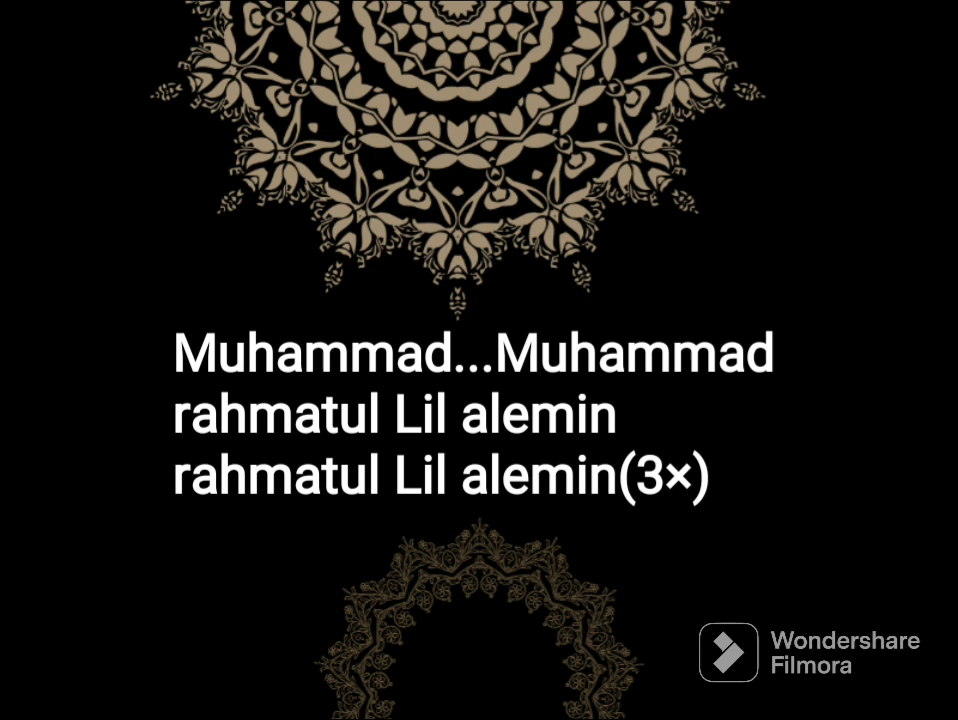 Muhammad...Muhammad
rahmatul Lil alemin
rahmatul Lil alemin(3×)
Wondershare
Filmora